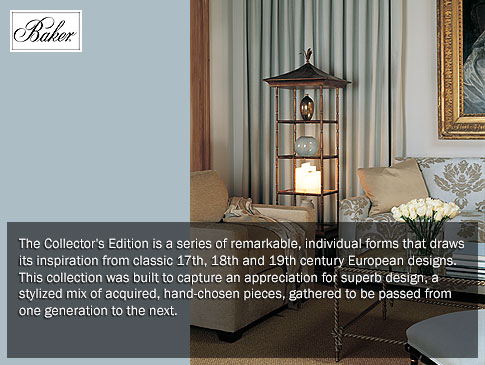 Baker
The Collector's Edition is a series of remarkable, individual forms that draws
its inspiration from classic 17th, 18th and 19th century European designs.
This collection was built to capture an appreciation for superb design, a
stylized mix of acquired, hand-chosen pieces, gathered to be passed from
one generation to the next.